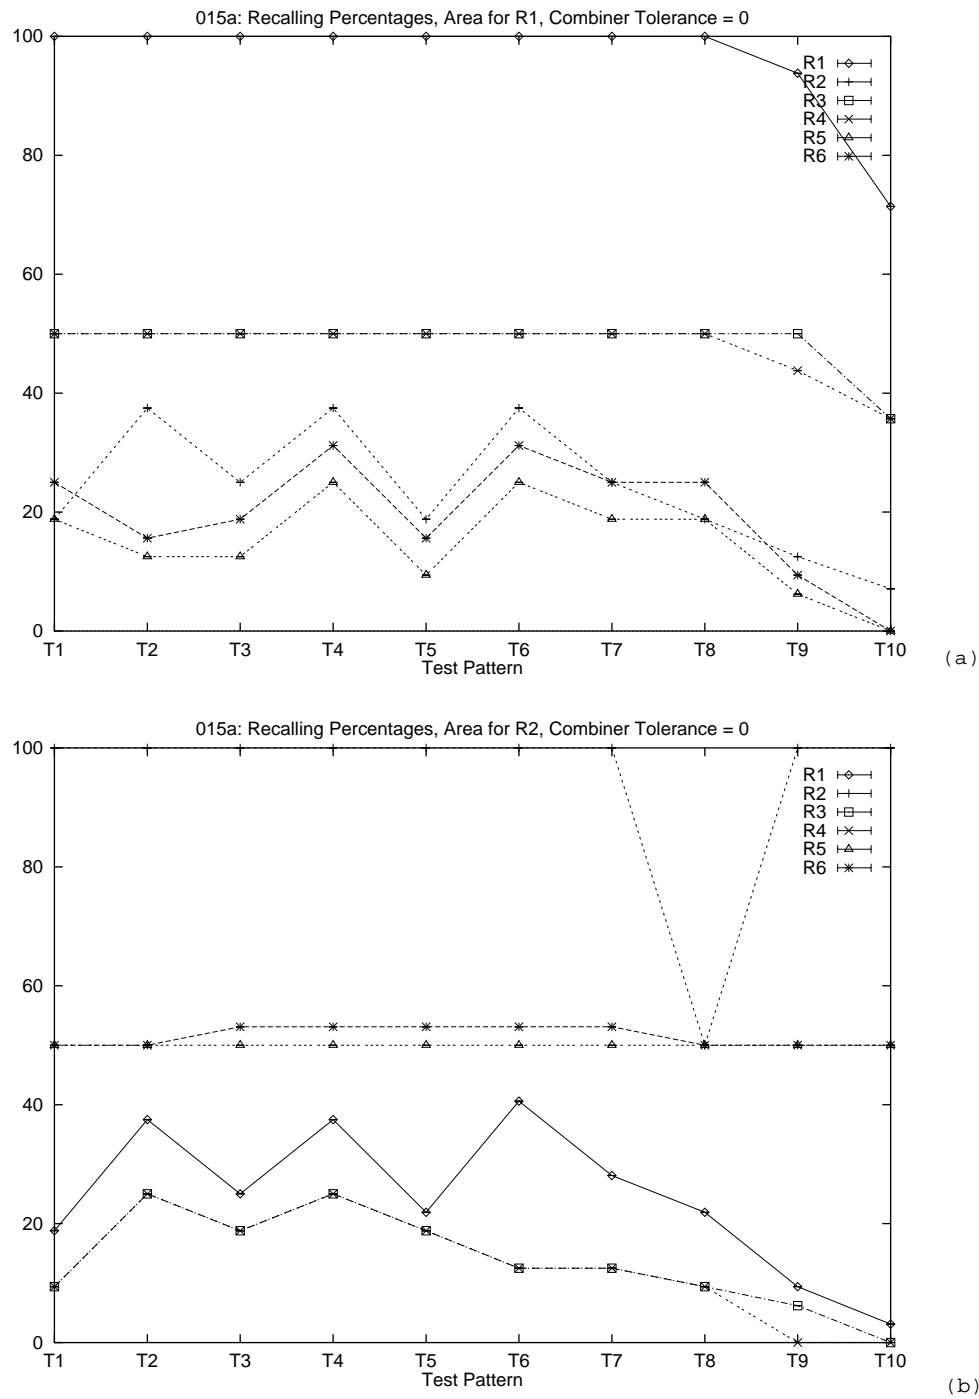 015a: Recalling Percentages, Area for R1, Combiner Tolerance = 0
100
80
60
40
20
0
R1
R2
R3
R4
R5
R6
T1 T2 T3 T4 T5 T6 T7 T8 T9 T10
Test Pattern
(a)
015a: Recalling Percentages, Area for R2, Combiner Tolerance = 0
100
80
60
40
20
0
R1
R2
R3
R4
R5
R6
T1 T2 T3 T4 T5 T6 T7 T8 T9 T10
Test Pattern
(b)